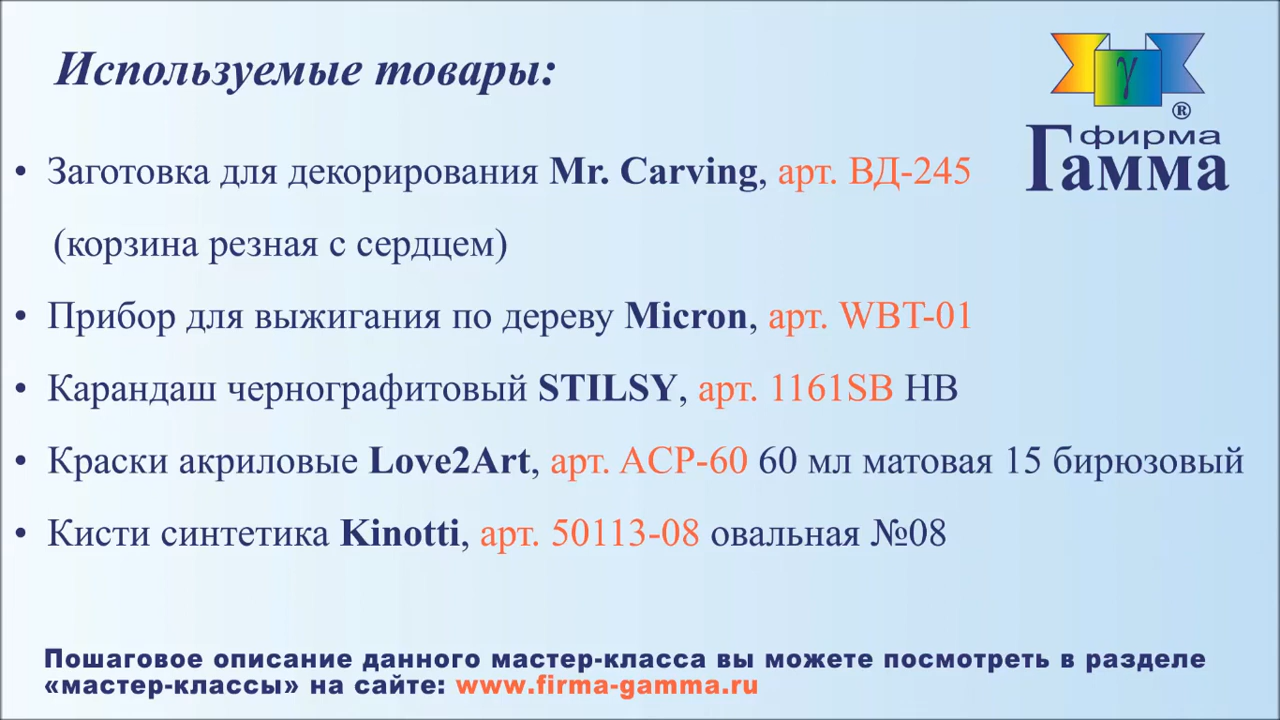 Используемые товары:
γ
®
фирма
Гамма
• Заготовка для декорирования Mr. Carving, арт. ВД-245
(корзина резная с сердцем)
• Прибор для выжигания по дереву Micron, арт. WBT-01
• Карандаш чернографитовый STILSY, арт. 1161SB HB
• Краски акриловые Love2Art, арт. ACP-60 60 мл матовая 15 бирюзовый
• Кисти синтетика Kinotti, арт. 50113-08 овальная №08
Пошаговое описание данного мастер-класса вы можете посмотреть в разделе
«мастер-классы» на сайте: www.firma-gamma.ru